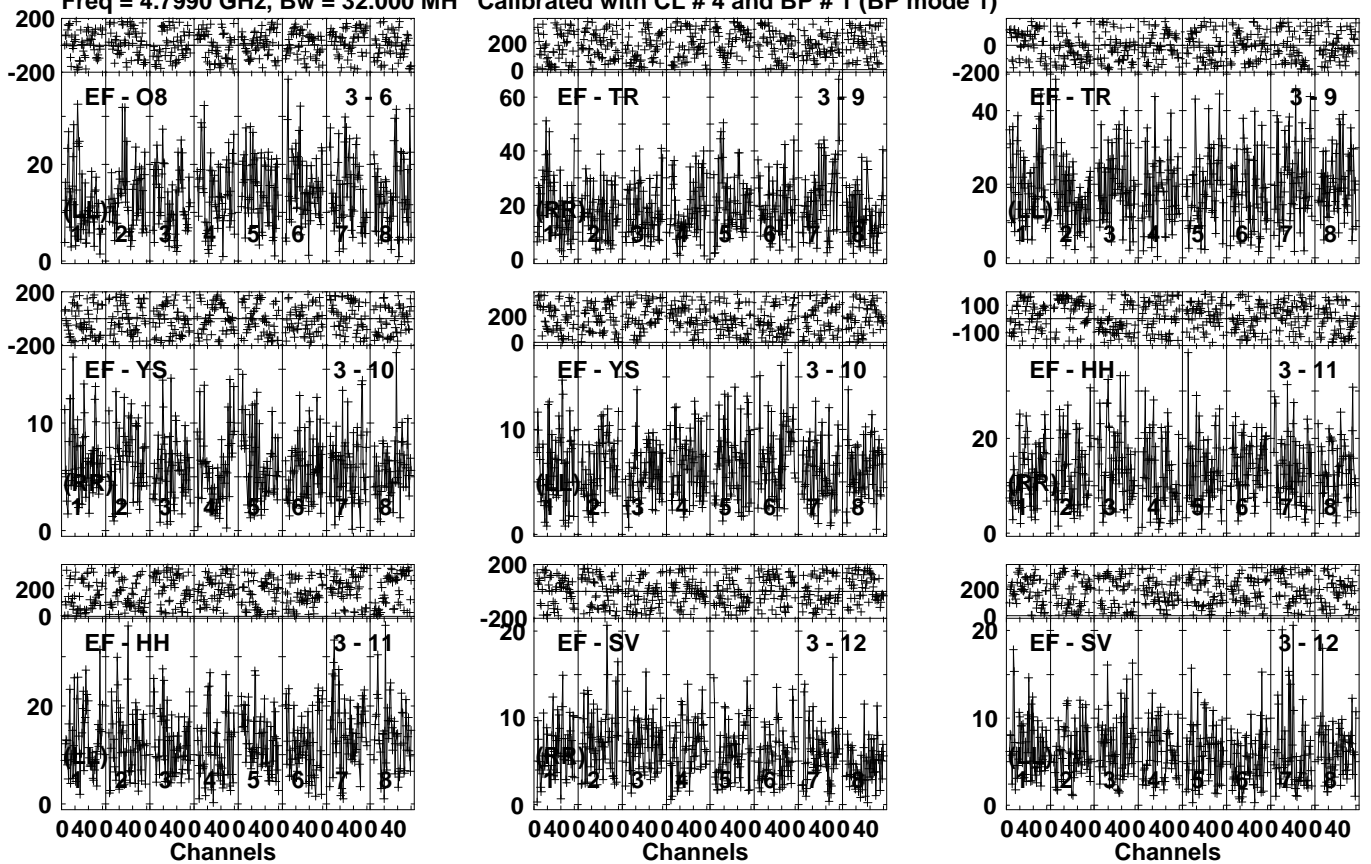 Freq = 4.7990 GHz, Bw = 32.000 MH Calibrated with CL # 4 and BP # 1 (BP mode 1)
200
-200
EF - O8 3 - 6
20
0
(LL)
1 2 3 4 5 6 7 8
200
0
EF - TR 3 - 9
60
40
20
0
(RR)
1 2 3 4 5 6 7 8
0
-200
EF - TR 3 - 9
40
30
20
10
0
(LL)
1 2 3 4 5 6 7 8
200
-200
EF - YS 3 - 10
10
0
(RR)
1 2 3 4 5 6 7 8
200
0
EF - YS 3 - 10
10
0
(LL)
1 2 3 4 5 6 7 8
100
-100
EF - HH 3 - 11
20
0
(RR)
1 2 3 4 5 6 7 8
200
0
EF - HH 3 - 11
20
0
(LL)
1 2 3 4 5 6 7 8
0 40 0 40 0 40 0 40 0 40 0 40 0 40 0 40
Channels
200
-200
EF - SV 3 - 12
20
10
0
(RR)
1 2 3 4 5 6 7 8
0 40 0 40 0 40 0 40 0 40 0 40 0 40 0 40
Channels
200
0
EF - SV 3 - 12
20
10
0
(LL)
1 2 3 4 5 6 7 8
0 40 0 40 0 40 0 40 0 40 0 40 0 40 0 40
Channels